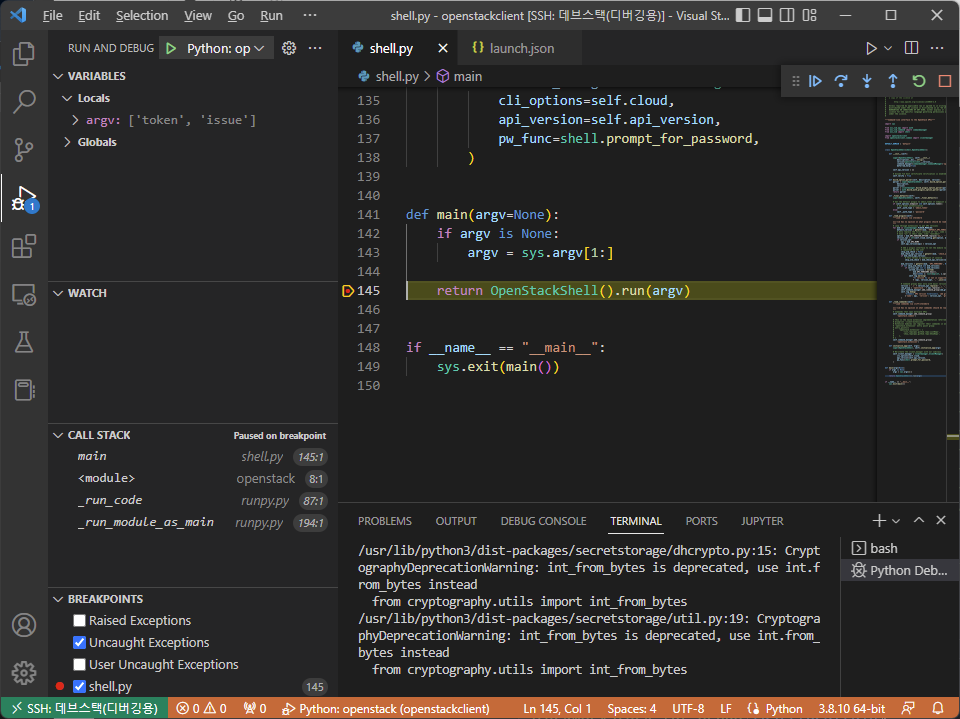 File Edit Selection View Go Run ··· shell.py - openstackclient [SSH: 데브스택(디버깅용)] - Visual St...
RUN AND DEBUG Python: op ···
VARIABLES
Locals
argv: ['token', 'issue']
Globals
WATCH
CALL STACK Paused on breakpoint
main shell.py 145:1
<module> openstack 8:1
_run_code runpy.py 87:1
_run_module_as_main runpy.py 194:1
BREAKPOINTS
Raised Exceptions
Uncaught Exceptions
User Uncaught Exceptions
shell.py 145
1
shell.py {} launch.json ···
shell.py > main
135 cli_options=self.cloud,
136 api_version=self.api_version,
137 pw_func=shell.prompt_for_password,
138 )
139
140
141 def main(argv=None):
142 if argv is None:
143 argv = sys.argv[1:]
144
145 return OpenStackShell().run(argv)
146
147
148 if __name__ == "__main__":
149 sys.exit(main())
150
PROBLEMS OUTPUT DEBUG CONSOLE TERMINAL PORTS JUPYTER
/usr/lib/python3/dist-packages/secretstorage/dhcrypto.py:15: Crypt
ographyDeprecationWarning: int_from_bytes is deprecated, use int.f
rom_bytes instead
from cryptography.utils import int_from_bytes
/usr/lib/python3/dist-packages/secretstorage/util.py:19: Cryptogra
phyDeprecationWarning: int_from_bytes is deprecated, use int.from_
bytes instead
from cryptography.utils import int_from_bytes
bash
Python Deb...
SSH: 데브스택(디버깅용) 0 0 0 Python: openstack (openstackclient) Ln 145, Col 1 Spaces: 4 UTF-8 LF Python 3.8.10 64-bit